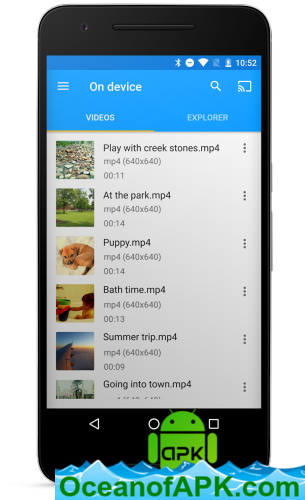 10:52
On device
VIDEOS
EXPLORER
Play with creek stones.mp4
mp4 (640x640)
00:11
At the park.mp4
mp4 (640x640)
00:14
Puppy.mp4
mp4 (640x640)
00:14
Bath time.mp4
mp4 (640x640)
00:13
Summer trip.mp4
mp4 (640x640)
00:09
Going into town.mp4
mp4 (640x640)
apk
OceanofAPK.com